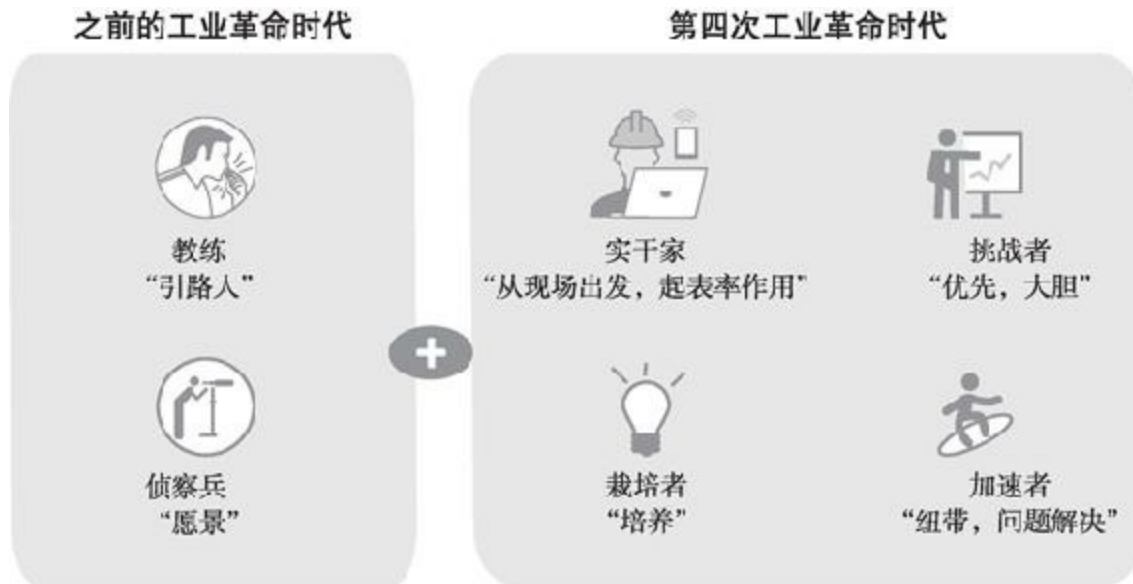 之前的工业革命时代
第四次工业革命时代
教练
“引路人”
侦察兵
“愿景”
+
实干家
“从现场出发，起表率作用”
挑战者
“优先，大胆”
栽培者
“培养”
加速者
“纽带，问题解决”